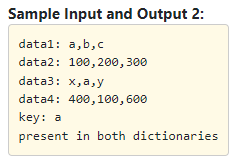 Sample Input and Output 2:
data1: a,b,c
data2: 100,200,300
data3: x,a,y
data4: 400,100,600
key: a
present in both dictionaries